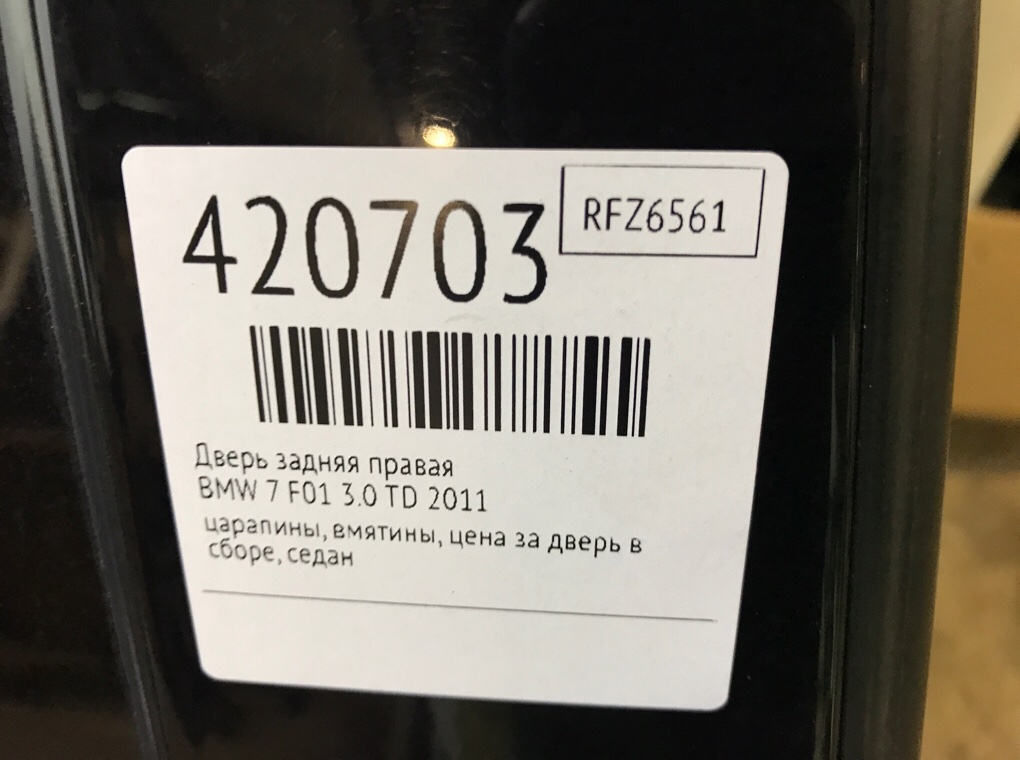 420703
RFZ6561
Дверь задняя правая
BMW 7 F01 3.0 TD 2011
царапины, вмятины, цена за дверь в
сборе, седан